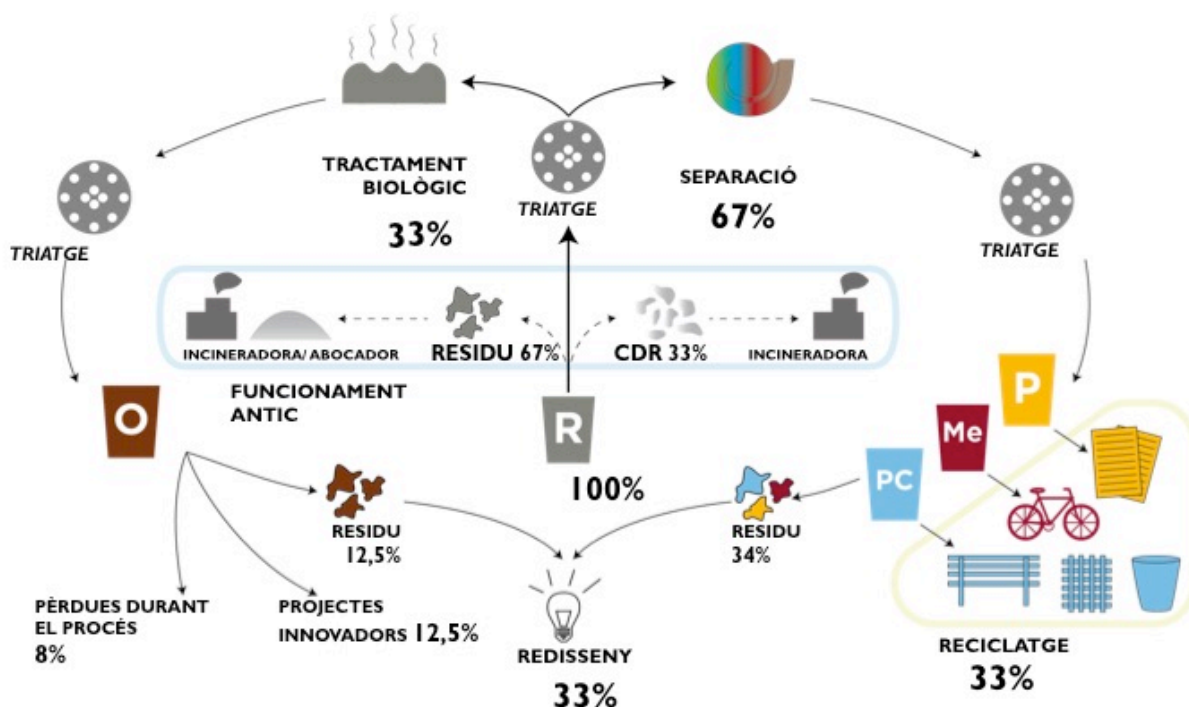 TRACTAMENT
BIOLÒGIC
33%
TRIATGE
SEPARACIÓ
67%
TRIATGE
TRIATGE
INCINERADORA/ ABOCADOR
RESIDU 67%
CDR 33%
INCINERADORA
FUNCIONAMENT
ANTIC
O
R
100%
P
Me
PC
RESIDU
12,5%
RESIDU
34%
PÈRDUES DURANT
EL PROCÉS
8%
PROJECTES
INNOVADORS 12,5%
REDISSENY
33%
RECICLATGE
33%